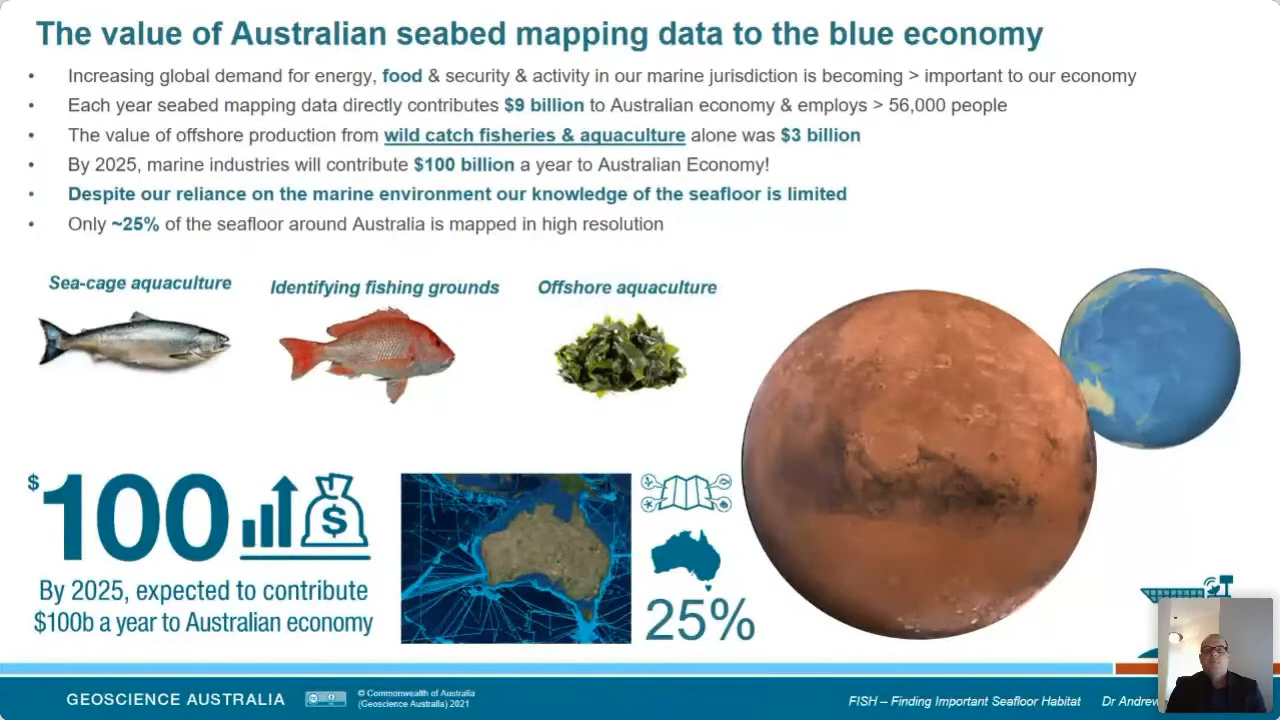 The value of Australian seabed mapping data to the blue economy
• Increasing global demand for energy, food & security & activity in our marine jurisdiction is becoming > important to our economy
• Each year seabed mapping data directly contributes $9 billion to Australian economy & employs > 56,000 people
• The value of offshore production from wild catch fisheries & aquaculture alone was $3 billion
• By 2025, marine industries will contribute $100 billion a year to Australian Economy!
• Despite our reliance on the marine environment our knowledge of the seafloor is limited
• Only ~25% of the seafloor around Australia is mapped in high resolution
Sea-cage aquaculture
Identifying fishing grounds
Offshore aquaculture
$100
$
By 2025, expected to contribute
$100b a year to Australian economy
25%
GEOSCIENCE AUSTRALIA
© Commonwealth of Australia
(Geoscience Australia) 2021
FISH – Finding Important Seafloor Habitat
Dr Andrew